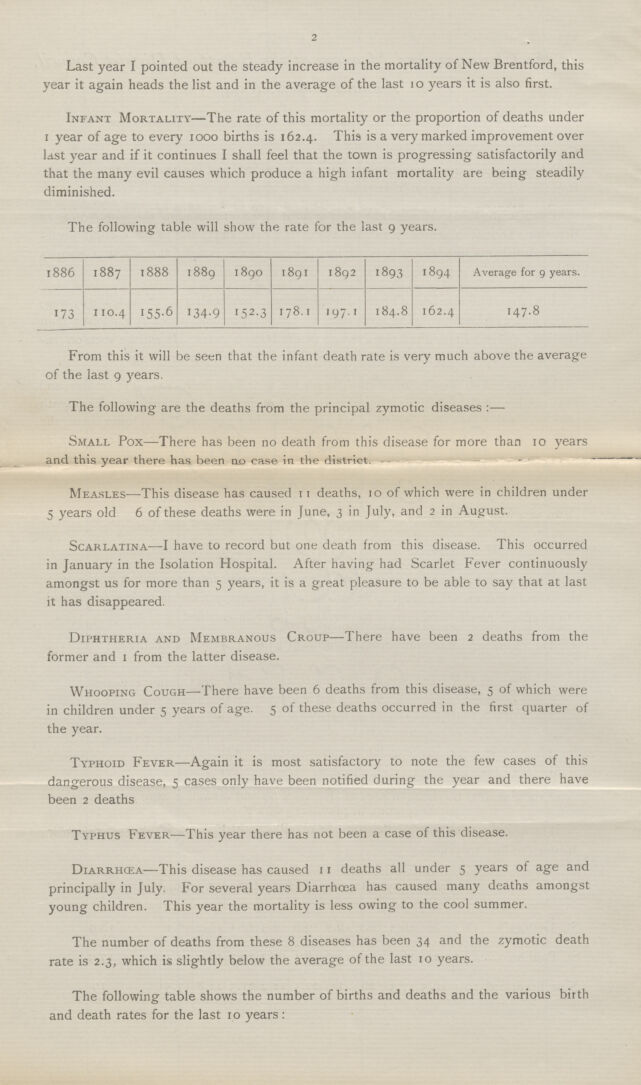 2
Last year I pointed out the steady increase in the mortality of New Brentford, this
year it again heads the list and in the average of the last 10 years it is also first.
INFANT MORTALITY—The rate of this mortality or the proportion of deaths under
1 year of age to every 1000 births is 162.4. This is a very marked improvement over
last year and if it continues I shall feel that the town is progressing satisfactorily and
that the many evil causes which produce a high infant mortality are being steadily
diminished.
The following table will show the rate for the last 9 years.
1886 1887 1888 1889 1890 1891 1892 1893 1894 Average for 9 years.
173 110.4 155.6 134.9 152.3 178.1 197.1 184.8 162.4 147.8
From this it will be seen that the infant death rate is very much above the average
of the last 9 years.
The following are the deaths from the principal zymotic diseases :—
SMALL POX—There has been no death from this disease for more than 10 years
and this year there has been no case in the district.
MEASLES—This disease has caused 11 deaths, 10 of which were in children under
5 years old 6 of these deaths were in June, 3 in July, and 2 in August.
SCARLATINA—I have to record but one death from this disease. This occurred
in January in the Isolation Hospital. After having had Scarlet Fever continuously
amongst us for more than 5 years, it is a great pleasure to be able to say that at last
it has disappeared.
DIPHTHERIA AND MEMBRANOUS CROUP—There have been 2 deaths from the
former and 1 from the latter disease.
WHOOPING COUGH—There have been 6 deaths from this disease, 5 of which were
in children under 5 years of age. 5 of these deaths occurred in the first quarter of
the year.
TYPHOID FEVER—Again it is most satisfactory to note the few cases of this
dangerous disease, 5 cases only have been notified during the year and there have
been 2 deaths
TYPHUS FEVER—This year there has not been a case of this disease.
DIARRHŒA—This disease has caused 11 deaths all under 5 years of age and
principally in July. For several years Diarrhœa has caused many deaths amongst
young children. This year the mortality is less owing to the cool summer.
The number of deaths from these 8 diseases has been 34 and the zymotic death
rate is 2.3, which is slightly below the average of the last 10 years.
The following table shows the number of births and deaths and the various birth
and death rates for the last 10 years :